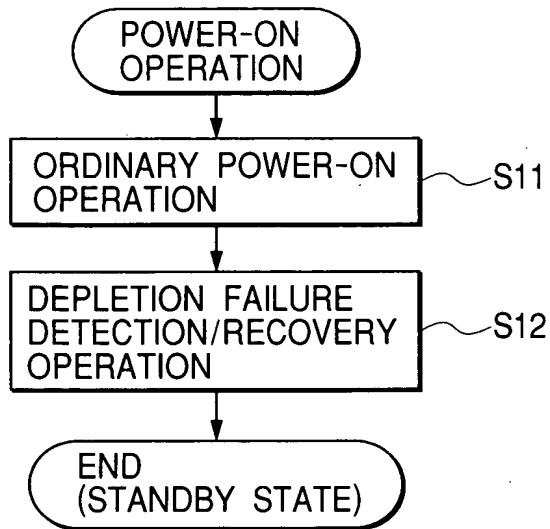 POWER-ON
OPERATION
ORDINARY POWER-ON
OPERATION
S11
DEPLETION FAILURE
DETECTION/RECOVERY
OPERATION
S12
END
(STANDBY STATE)